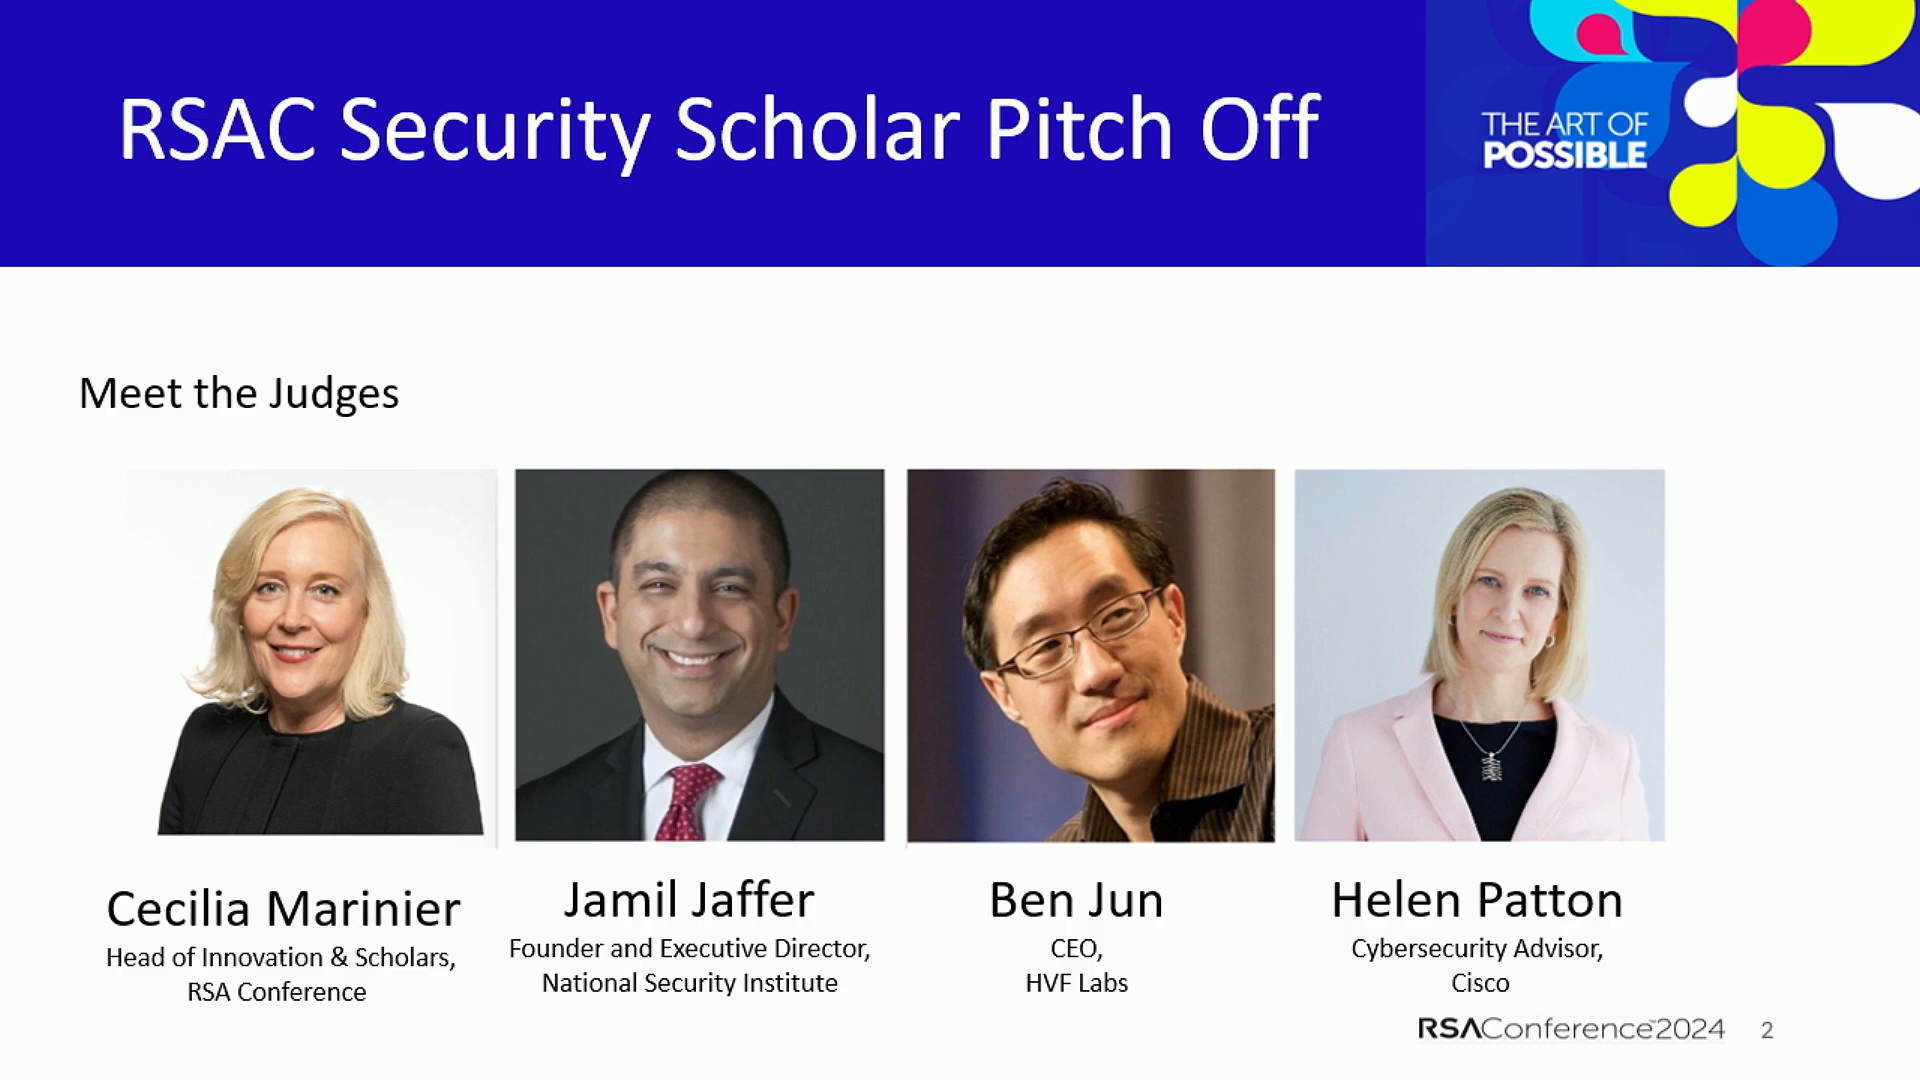 RSAC Security Scholar Pitch Off
THE ART OF
POSSIBLE
Meet the Judges
Cecilia Marinier
Head of Innovation & Scholars,
RSA Conference
Jamil Jaffer
Founder and Executive Director,
National Security Institute
Ben Jun
CEO,
HVF Labs
Helen Patton
Cybersecurity Advisor,
Cisco
RSAConference™2024
2